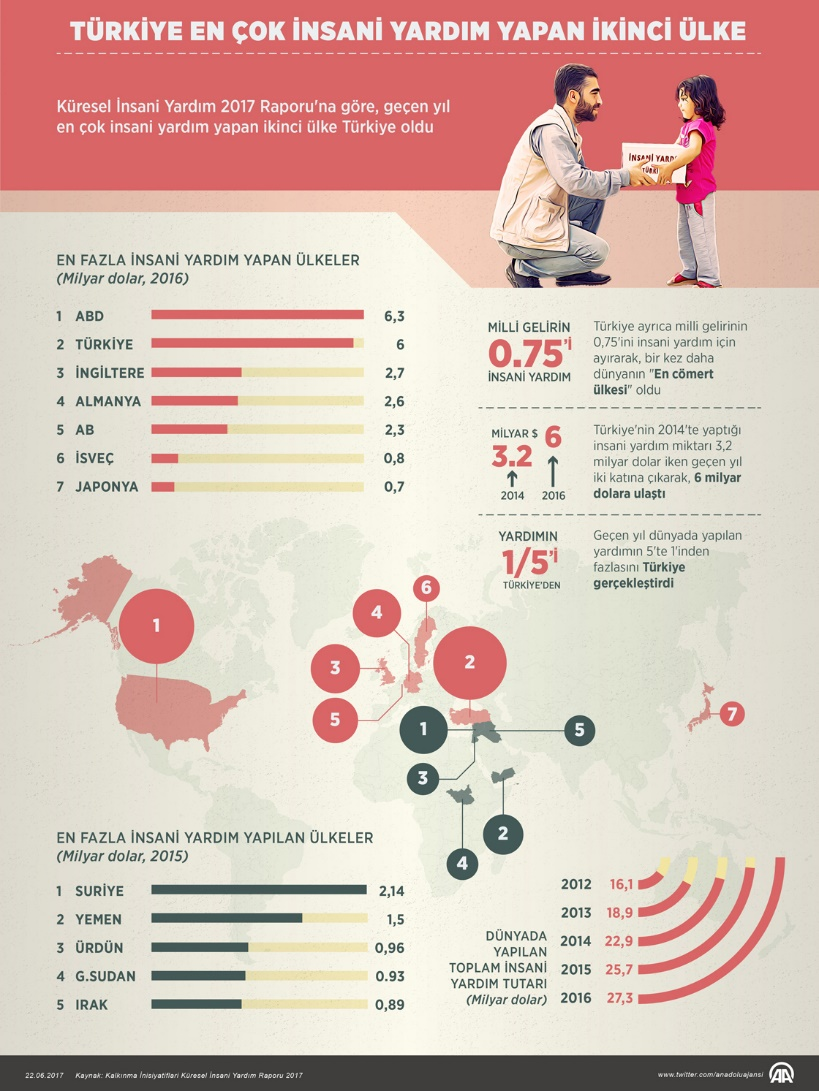 TÜRKİYE EN ÇOK İNSANİ YARDIM YAPAN İKİNCİ ÜLKE
Küresel İnsani Yardım 2017 Raporu'na göre, geçen yıl
en çok insani yardım yapan ikinci ülke Türkiye oldu
İNSANİ YARD
TÜRKİ
EN FAZLA İNSANİ YARDIM YAPAN ÜLKELER
(Milyar dolar, 2016)
1 ABD 6,3
2 TÜRKİYE 6
3 İNGİLTERE 2,7
4 ALMANYA 2,6
5 AB 2,3
6 İSVEÇ 0,8
7 JAPONYA 0,7
MİLLİ GELİRİN
0.75'İ
İNSANİ YARDIM
Türkiye ayrıca milli gelirinin
0,75'ini insani yardım için
ayırarak, bir kez daha
dünyanın "En cömert
ülkesi" oldu
MİLYAR $ 6
3.2
2014 2016
Türkiye'nin 2014'te yaptığı
insani yardım miktarı 3,2
milyar dolar iken geçen yıl
iki katına çıkarak, 6 milyar
dolara ulaştı
YARDIMIN
1/5'İ
TÜRKİYE'DEN
Geçen yıl dünyada yapılan
yardımın 5'te 1'inden
fazlasını Türkiye
gerçekleştirdi
6
4
1
2
3
5
7
1
5
3
2
4
EN FAZLA İNSANİ YARDIM YAPILAN ÜLKELER
(Milyar dolar, 2015)
1 SURİYE 2,14
2 YEMEN 1,5
3 ÜRDÜN 0,96
4 G.SUDAN 0.93
5 IRAK 0,89
DÜNYADA
YAPILAN
TOPLAM İNSANİ
YARDIM TUTARI
(Milyar dolar)
2012 16,1
2013 18,9
2014 22,9
2015 25,7
2016 27,3
22.06.2017 Kaynak: Kalkınma İnisiyatiflari Küresel İnsani Yardım Raporu 2017
www.twitter.com/anadoluajansi
AA